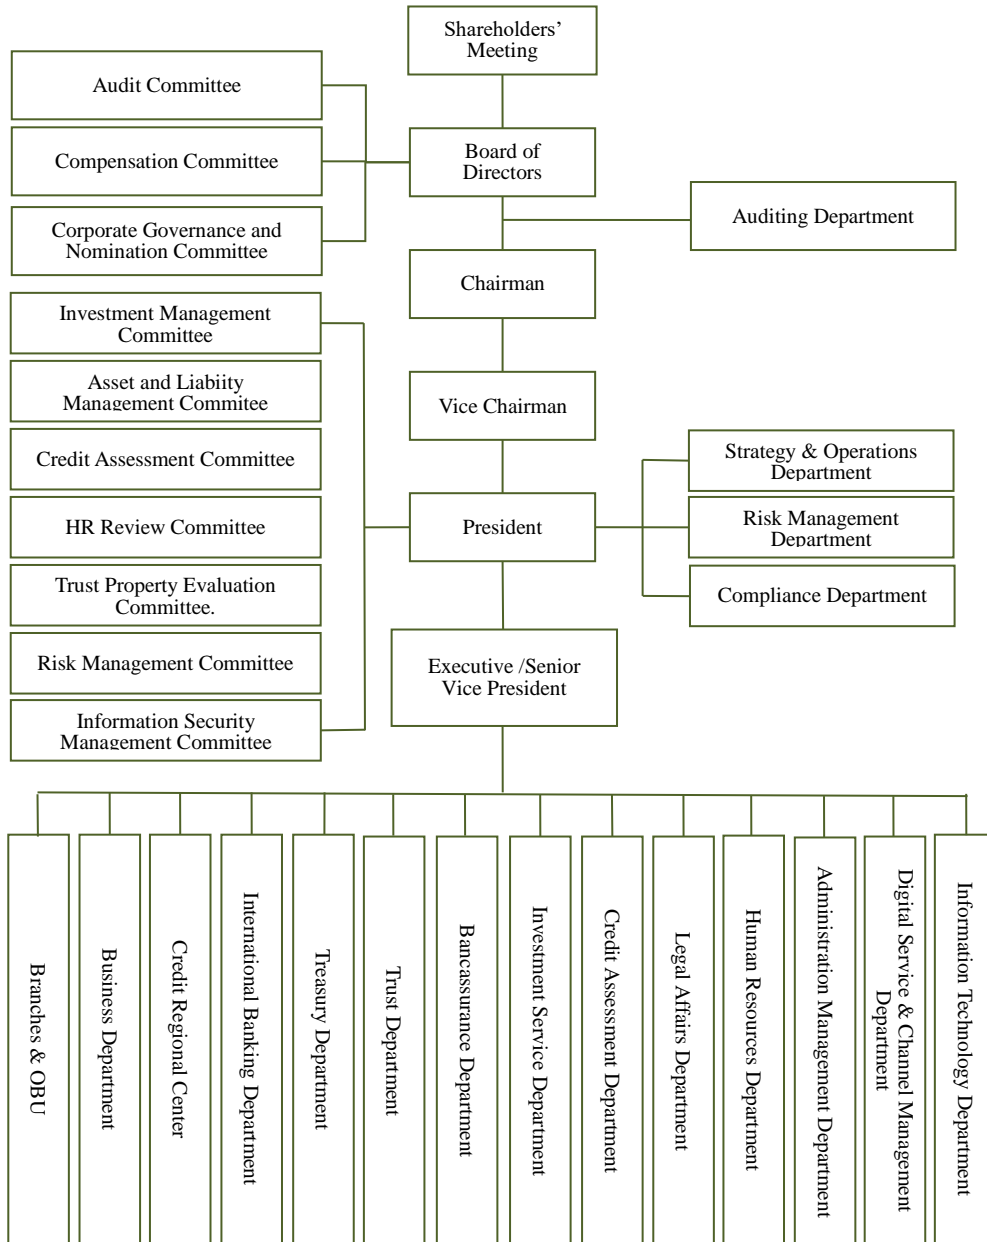 Shareholders'
Meeting
Audit Committee
Compensation Committee
Board of
Directors
Corporate Governance and
Nomination Committee
Auditing Department
Chairman
Investment Management
Committee
Asset and Liabiity
Management Commitee
Vice Chairman
Credit Assessment Committee
Strategy & Operations
Department
HR Review Committee
President
Risk Management
Department
Trust Property Evaluation
Committee.
Compliance Department
Risk Management Committee
Executive /Senior
Vice President
Information Security
Management Committee
Branches & OBU
Business Department
Credit Regional Center
International Banking Department
Treasury Department
Trust Department
Bancassurance Department
Investment Service Department
Credit Assessment Department
Legal Affairs Department
Human Resources Department
Administration Management Department
Digital Service & Channel Management
Department
Information Technology Department